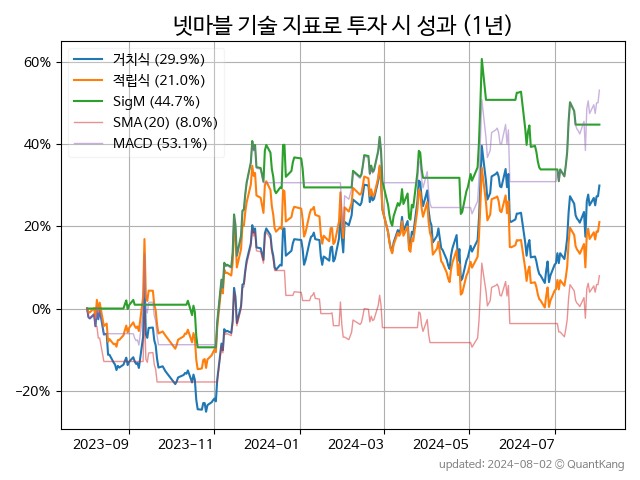 넷마블 기술 지표로 투자 시 성과 (1년)
60%
40%
20%
0%
−20%
거치식 (29.9%)
적립식 (21.0%)
SigM (44.7%)
SMA(20) (8.0%)
MACD (53.1%)
2023-09
2023-11
2024-01
2024-03
2024-05
2024-07
updated: 2024-08-02 © QuantKang